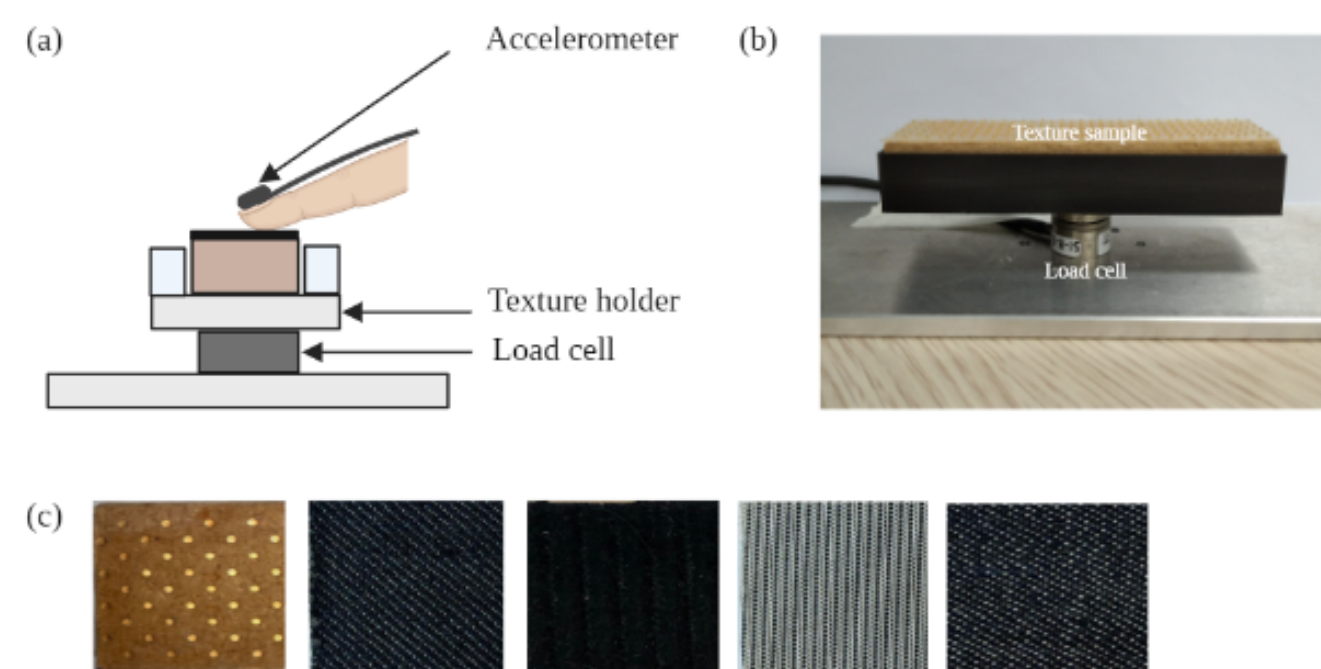 (a)
Accelerometer
Texture holder
Load cell
(b)
Texture sample
Load cell
(c)